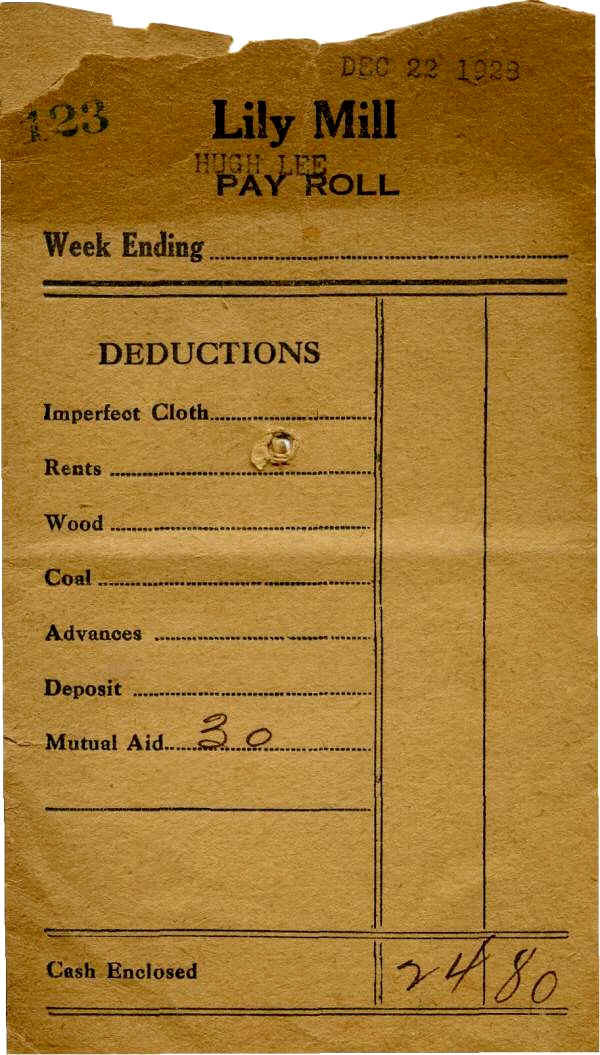 DEC 22 1928
123
Lily Mill
HUGH LEE
PAY ROLL
Week Ending
DEDUCTIONS
Imperfect Cloth
Rents
Wood
Coal
Advances
Deposit
Mutual Aid 30
Cash Enclosed 24 80